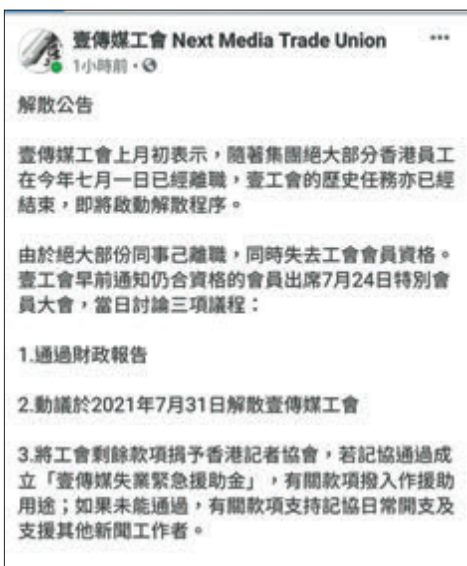 壹傳媒工會 Next Media Trade Union
1小時前
解散公告
壹傳媒工會上月初表示，隨著集團絕大部分香港員工
在今年七月一日已經離職，壹工會的歷史任務亦已經
結束，即將啟動解散程序。
由於絕大部份同事己離職，同時失去工會會員資格。
壹工會早前通知仍合資格的會員出席7月24日特別會
員大會，當日討論三項議程：
1.通過財政報告
2.動議於2021年7月31日解散壹傳媒工會
3.將工會剩餘款項捐予香港記者協會，若記協通過成
立「壹傳媒失業緊急援助金」，有關款項撥入作援助
用途；如果未能通過，有關款項支持記協日常開支及
支援其他新聞工作者。